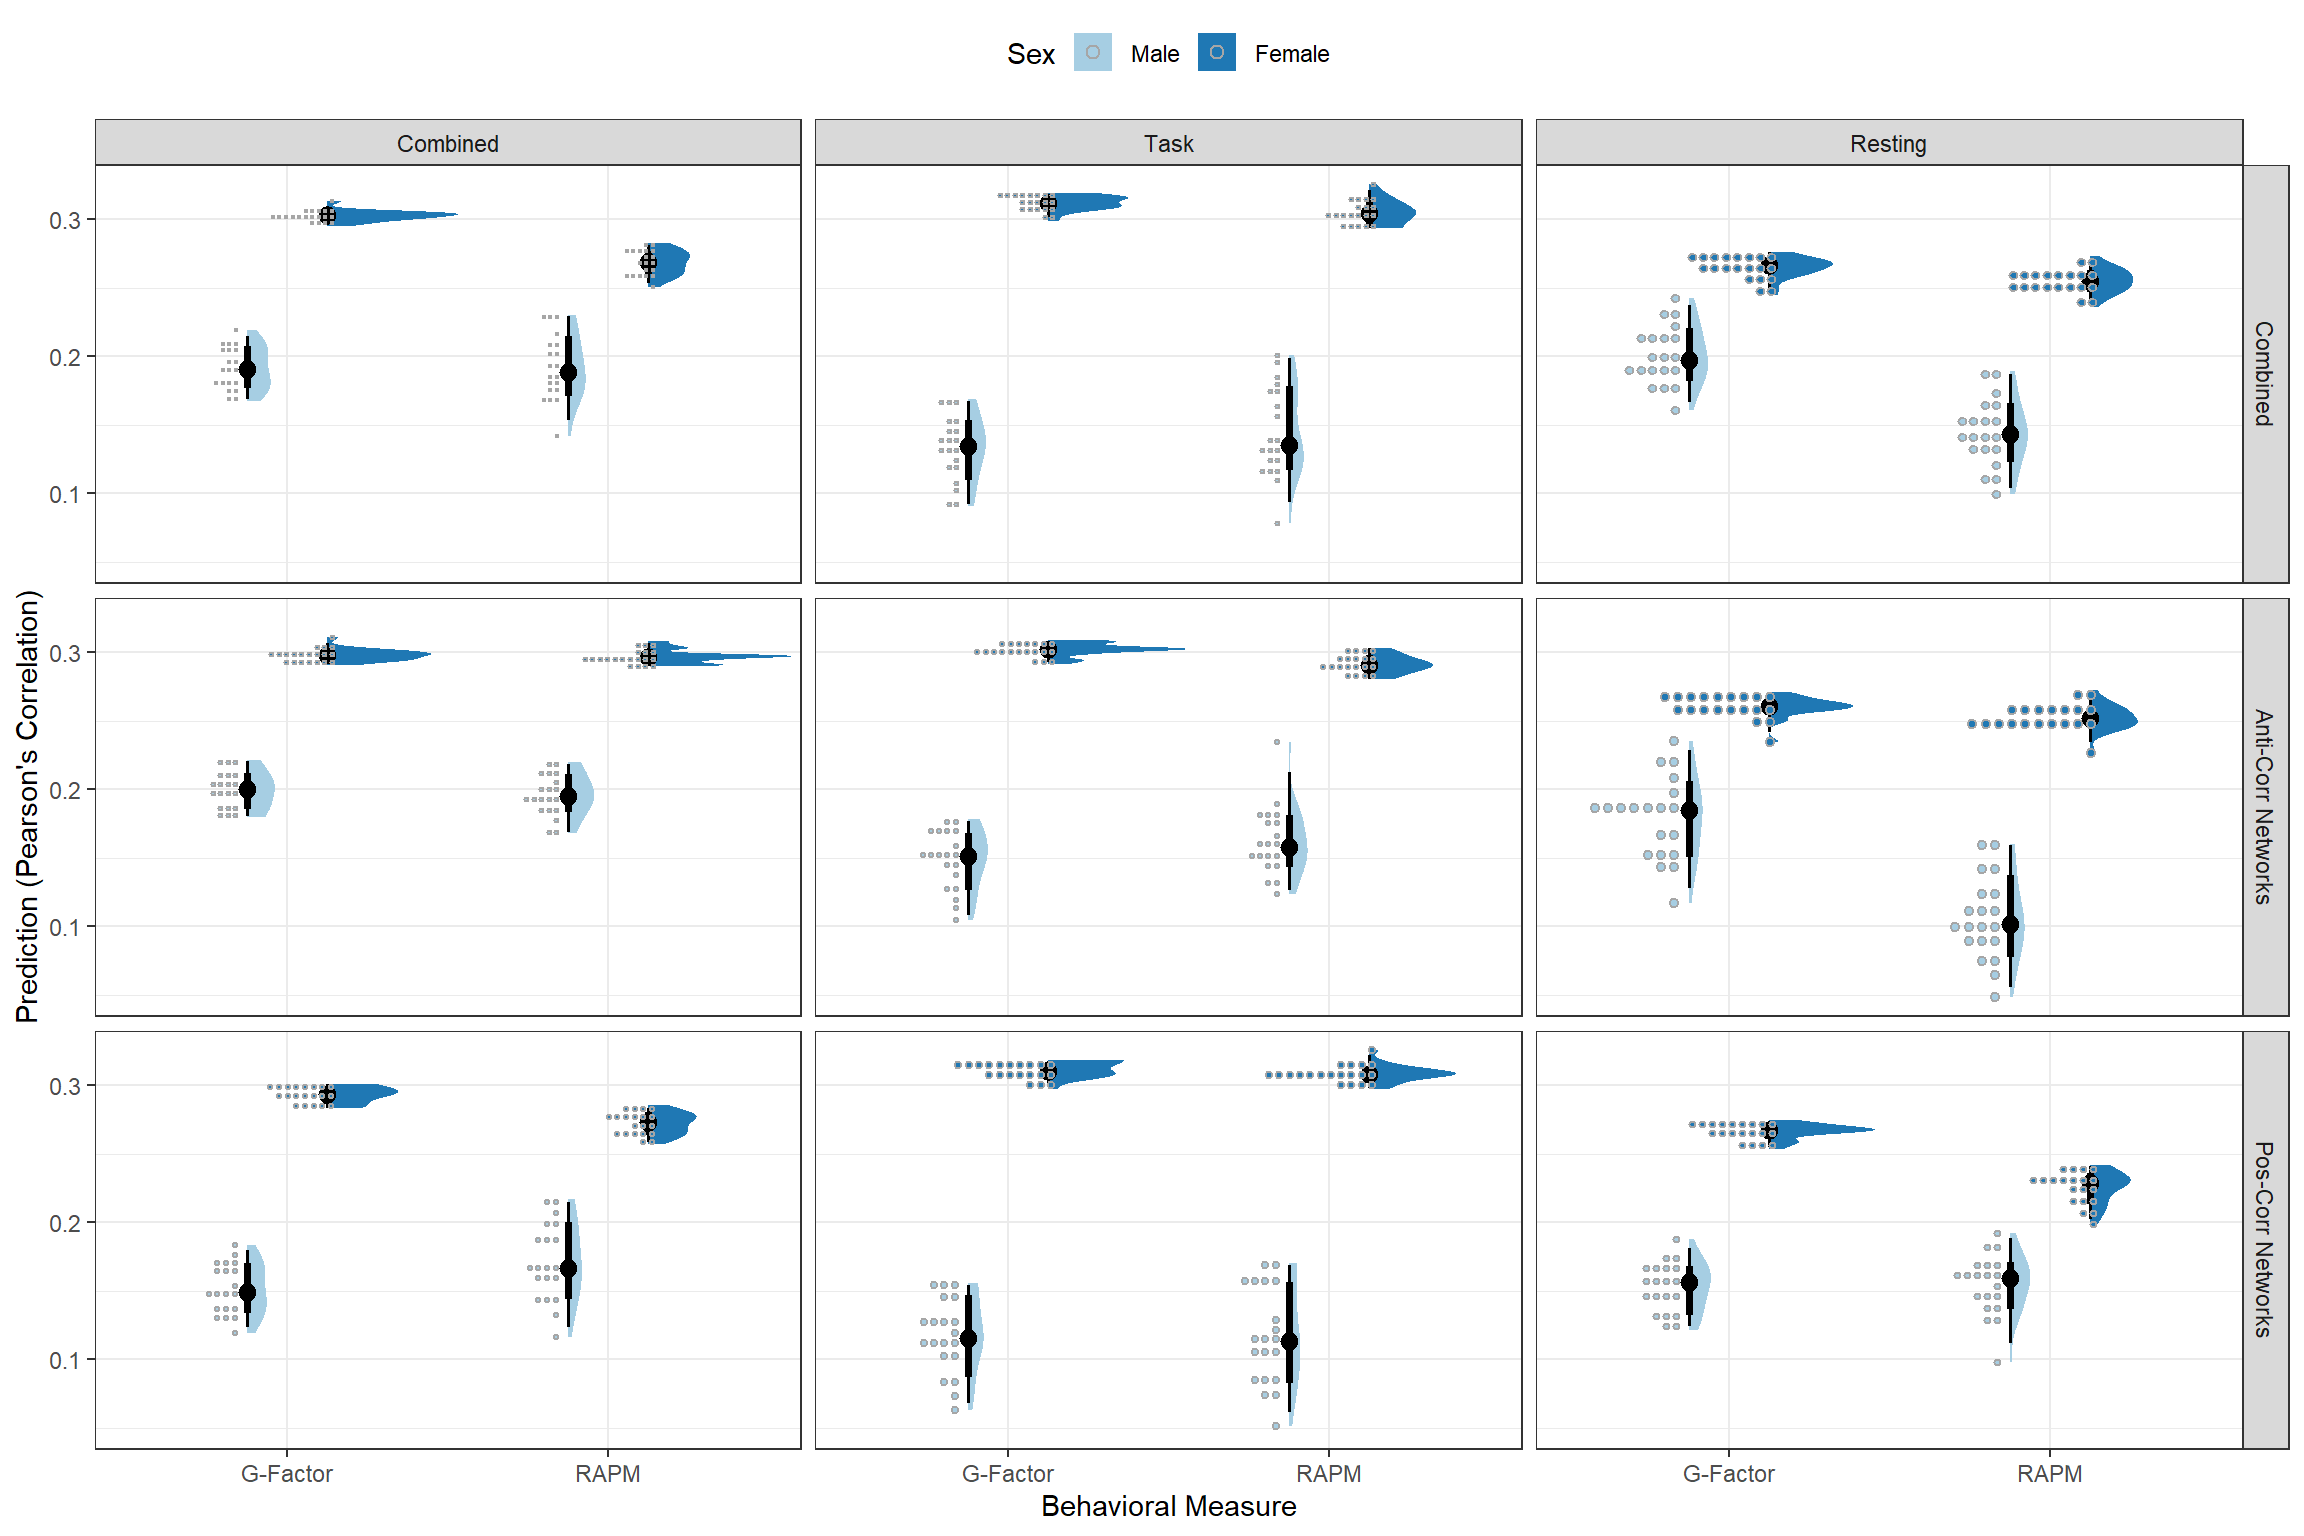 Sex Male Female
Combined Task Resting
0.3
0.2
0.1
Combined
0.3
0.2
0.1
Anti-Corr Networks
0.3
0.2
0.1
Pos-Corr Networks
Prediction (Pearson's Correlation)
G-Factor RAPM G-Factor RAPM G-Factor RAPM
Behavioral Measure